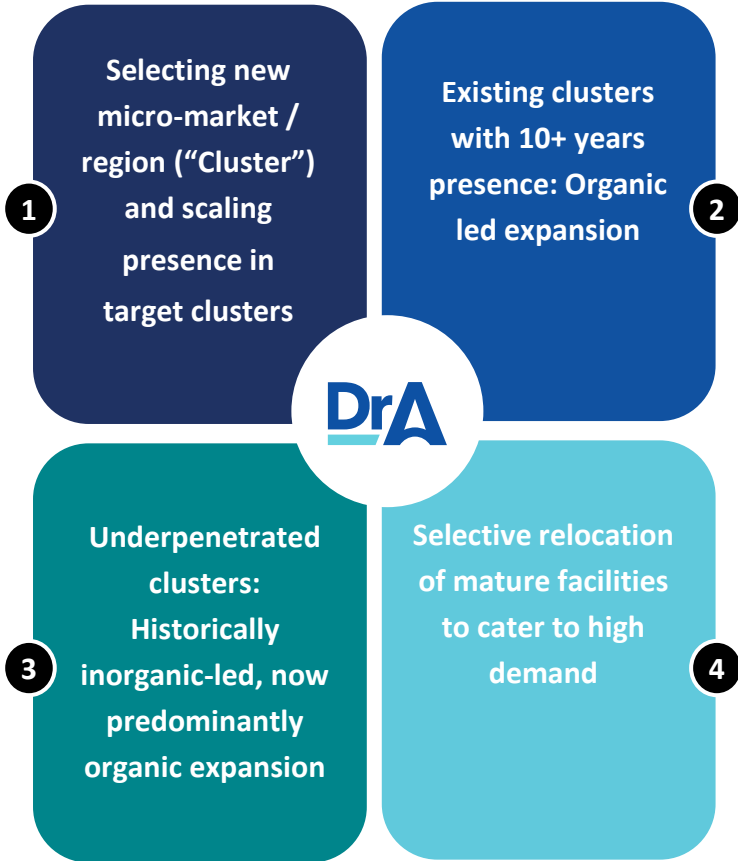 Selecting new
micro-market /
region (“Cluster”)
and scaling
presence in
target clusters
1
Existing clusters
with 10+ years
presence: Organic
led expansion
2
DrA
Underpenetrated
clusters:
Historically
inorganic-led, now
predominantly
organic expansion
3
Selective relocation
of mature facilities
to cater to high
demand
4